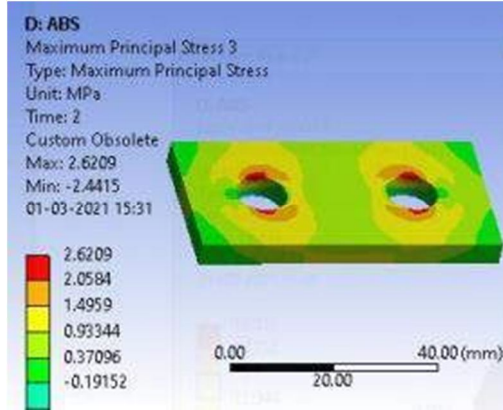 D: ABS
Maximum Principal Stress 3
Type: Maximum Principal Stress
Unit: MPa
Time: 2
Custom Obsolete
Max: 2.6209
Min: -2.4415
01-03-2021 15:31
2.6209
2.0584
1.4959
0.93344
0.37096
-0.19152
0.00
40.00 (mm)
20.00